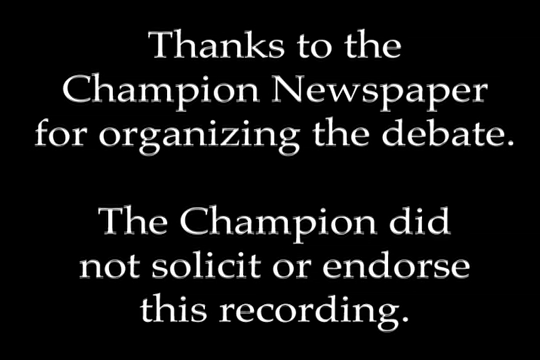 Thanks to the
Champion Newspaper
for organizing the debate.
The Champion did
not solicit or endorse
this recording.